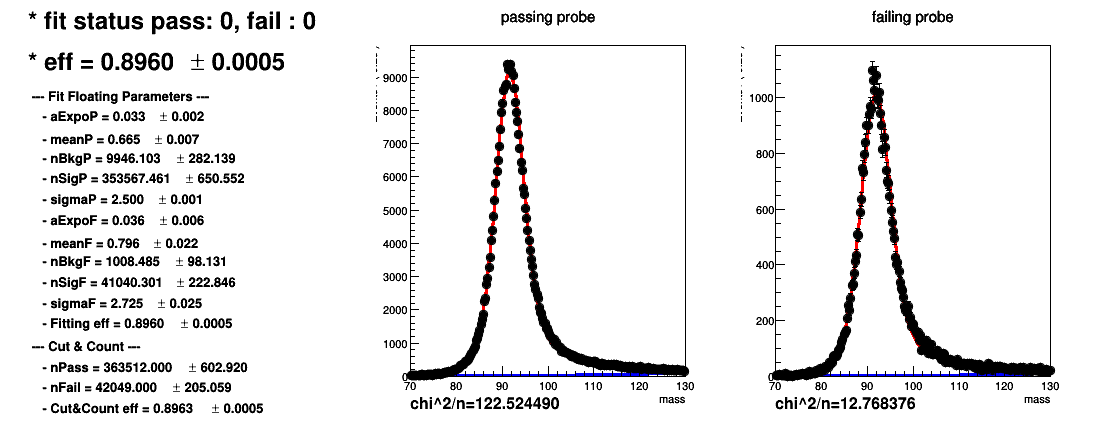 * fit status pass: 0, fail : 0
* eff = 0.8960 ± 0.0005
--- Fit Floating Parameters ---
- aExpoP = 0.033 ± 0.002
- meanP = 0.665 ± 0.007
- nBkgP = 9946.103 ± 282.139
- nSigP = 353567.461 ± 650.552
- sigmaP = 2.500 ± 0.001
- aExpoF = 0.036 ± 0.006
- meanF = 0.796 ± 0.022
- nBkgF = 1008.485 ± 98.131
- nSigF = 41040.301 ± 222.846
- sigmaF = 2.725 ± 0.025
- Fitting eff = 0.8960 ± 0.0005
--- Cut & Count ---
- nPass = 363512.000 ± 602.920
- nFail = 42049.000 ± 205.059
- Cut&Count eff = 0.8963 ± 0.0005
passing probe
9000
8000
7000
6000
5000
4000
3000
2000
1000
0
70 80 90 100 110 120 130
mass
chi^2/n=122.524490
failing probe
1000
800
600
400
200
0
70 80 90 100 110 120 130
mass
chi^2/n=12.768376